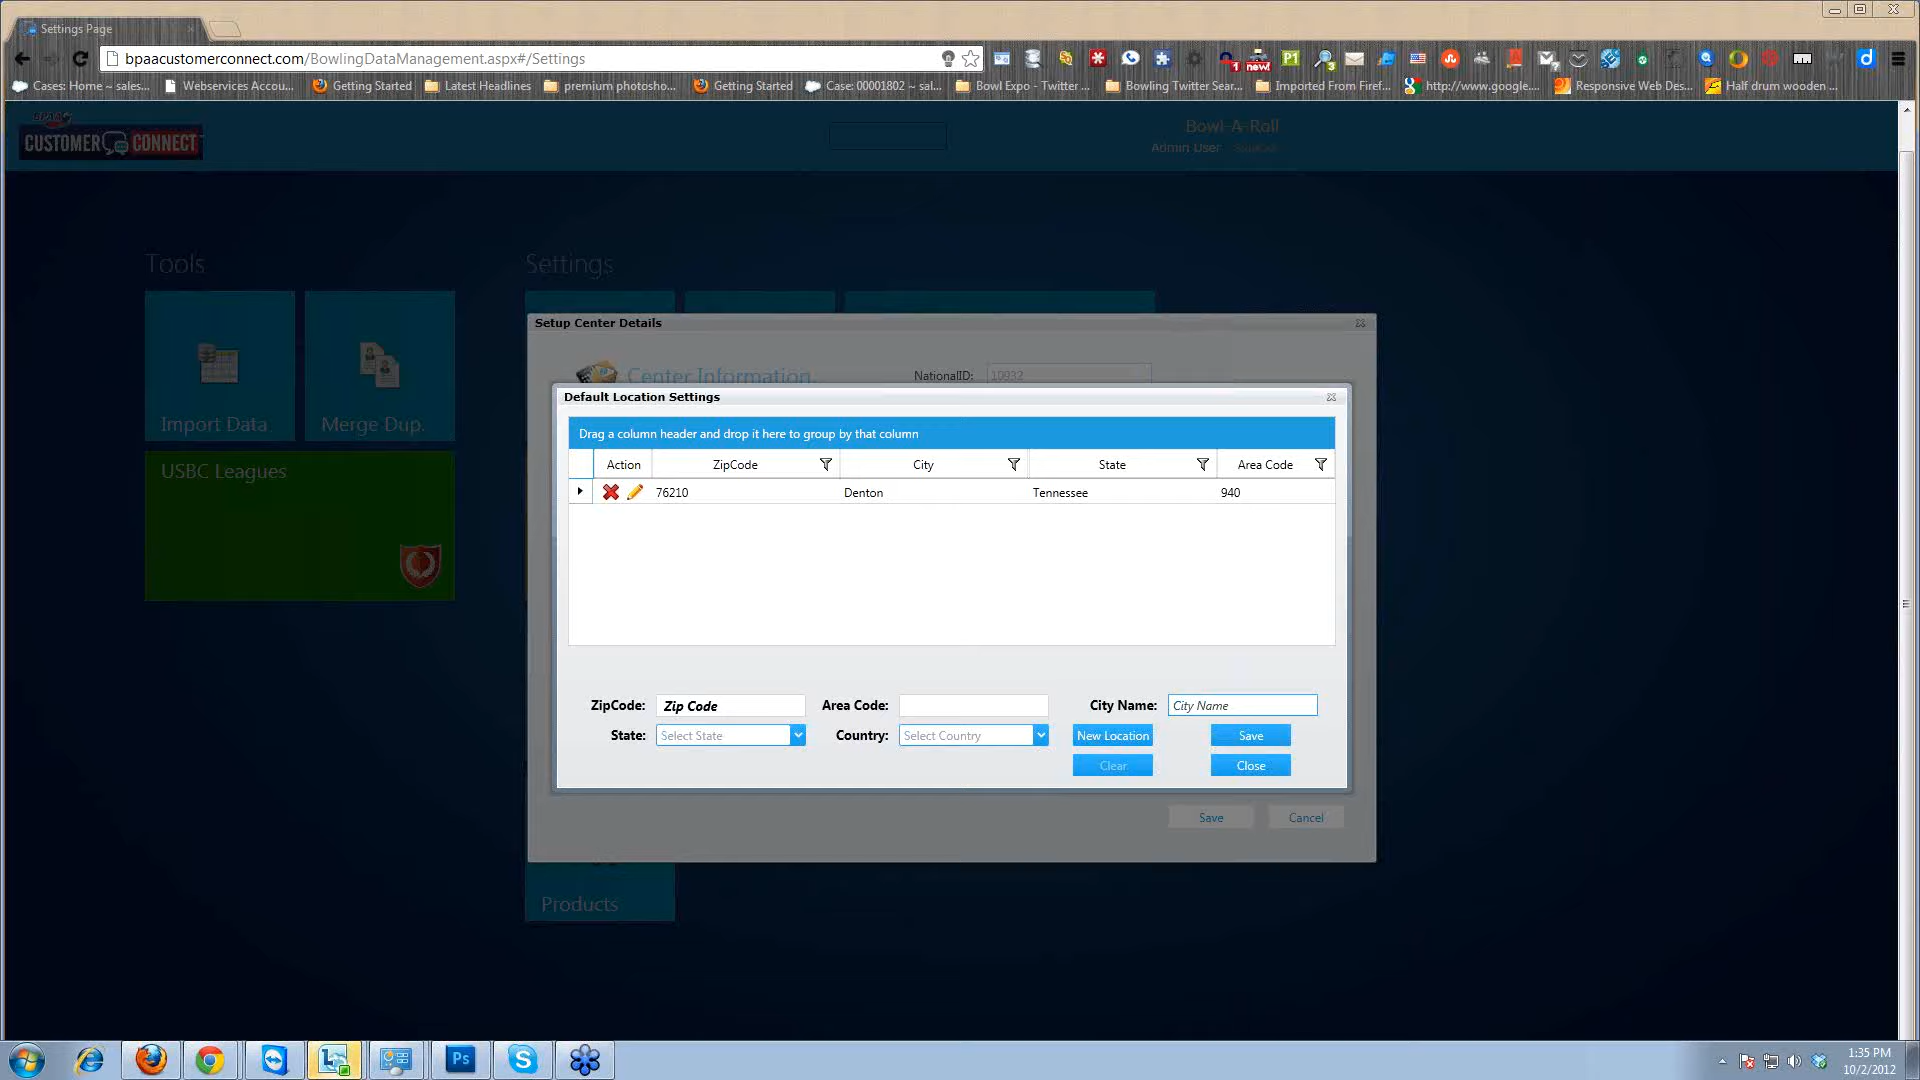 Settings Page
bpaacustomerconnect.com/BowlingDataManagement.aspx#/Settings
1
new!
P1
3
?
d
Cases: Home ~ sales...
Webservices Accou...
Getting Started
Latest Headlines
premium photosho...
Getting Started
Case: 00001802 ~ sal...
Bowl Expo - Twitter ...
Bowling Twitter Sear...
Imported From Firef...
http://www.google....
Responsive Web Des...
Half drum wooden ...
BPAA
CUSTOMER CONNECT
Bowl-A-Roll
Admin User
Tools
Settings
Import Data
Merge Dup.
USBC Leagues
Products
Setup Center Details
Center Information
NationalID: 10932
Default Location Settings
Drag a column header and drop it here to group by that column
Action ZipCode City State Area Code
76210 Denton Tennessee 940
ZipCode: Zip Code Area Code: City Name: City Name
State: Select State Country: Select Country New Location Save
Clear Close
Save Cancel
Ps
1:35 PM
10/2/2012